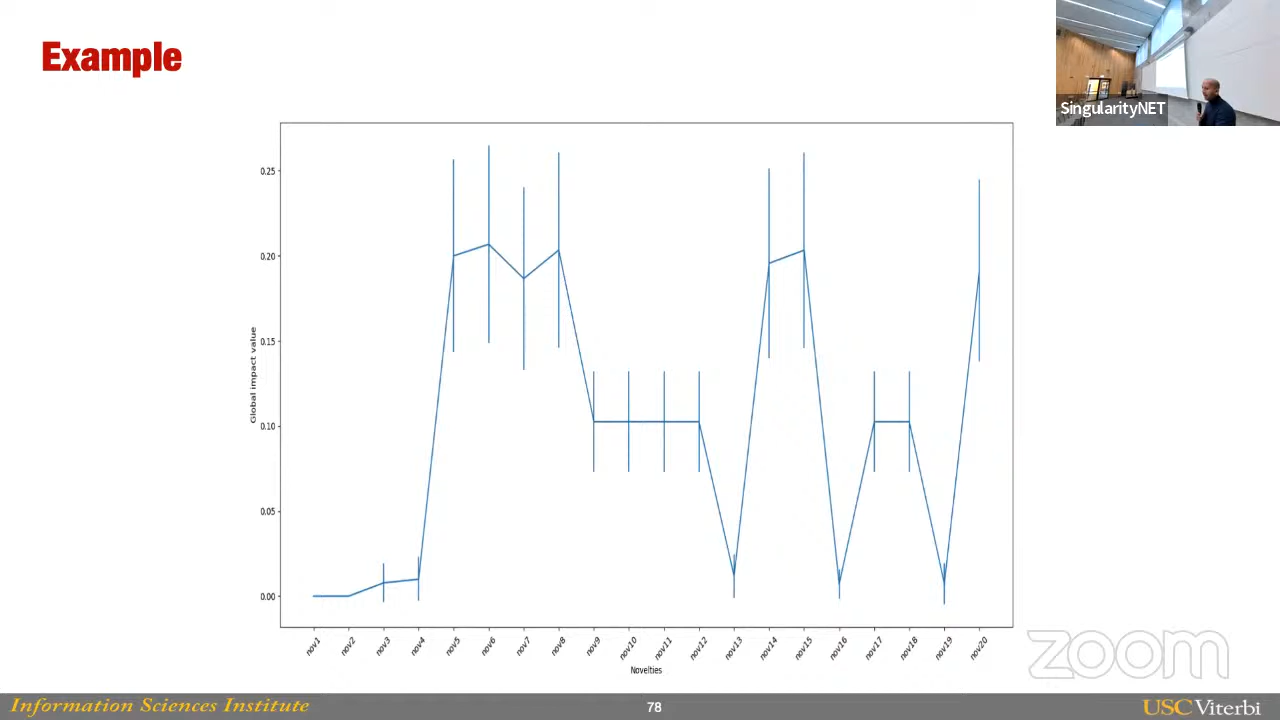 Example
SingularityNET
Global impact value
0.25
0.20
0.15
0.10
0.05
0.00
nov1 nov2 nov3 nov4 nov5 nov6 nov7 nov8 nov9 nov10 nov11 nov12 nov13 nov14 nov15 nov16 nov17 nov18 nov19 nov20
Novelties
zoom
Information Sciences Institute 78 USC Viterbi